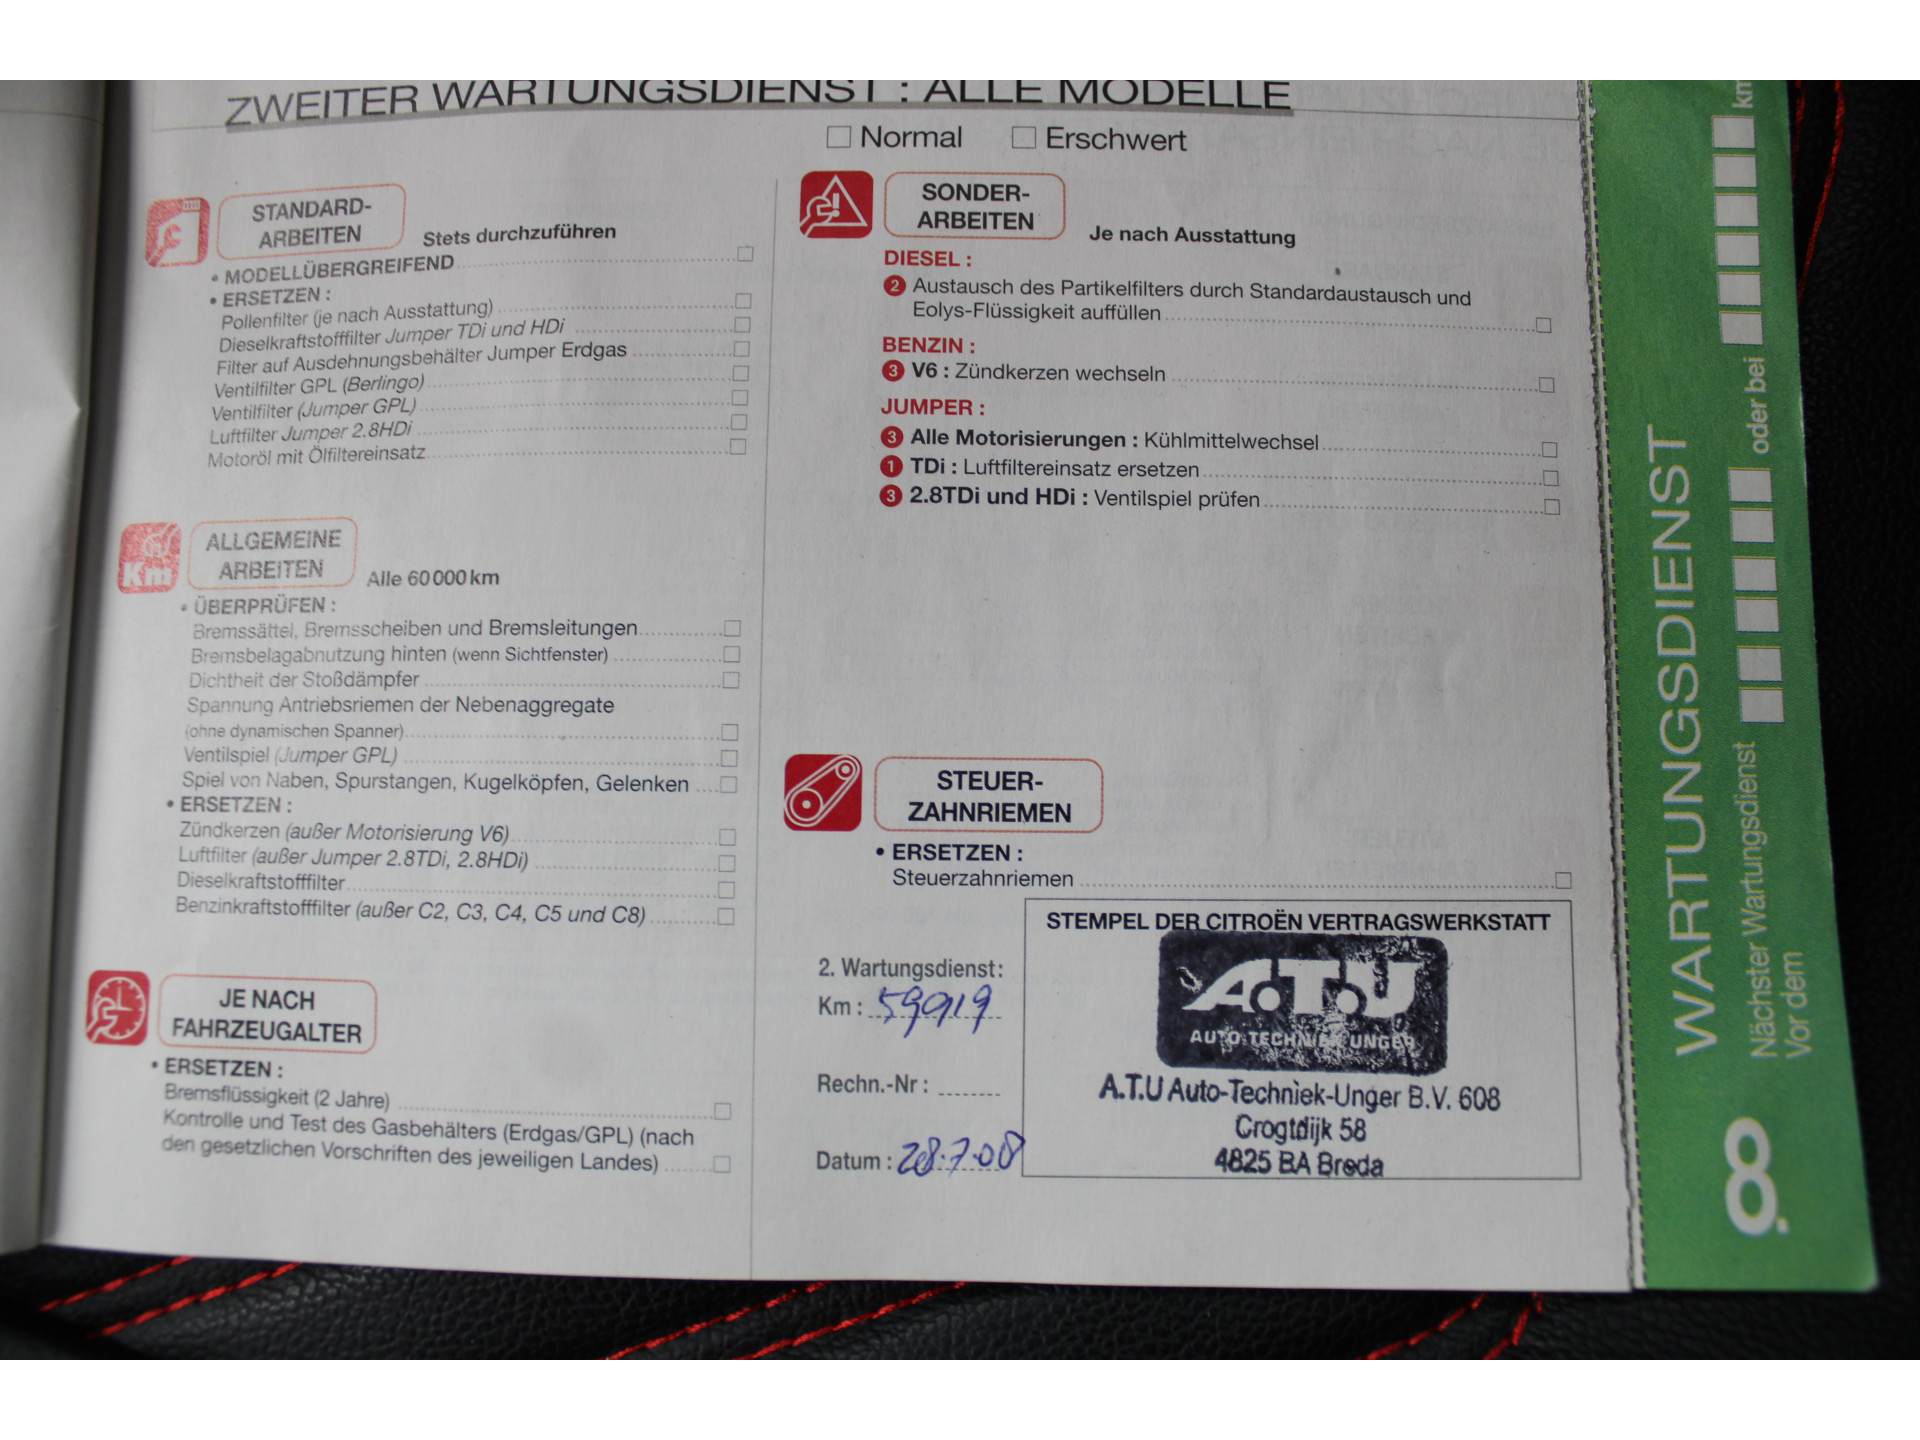 ZWEITER WARTUNGSDIENST : ALLE MODELLE
Normal
Erschwert
STANDARD-
ARBEITEN
Stets durchzuführen
• MODELLÜBERGREIFEND
• ERSETZEN :
Pollenfilter (je nach Ausstattung)
Dieselkraftstofffilter Jumper TDi und HDi
Filter auf Ausdehnungsbehälter Jumper Erdgas
Ventilfilter GPL (Berlingo)
Ventilfilter (Jumper GPL)
Luftfilter Jumper 2.8HDi
Motoröl mit Ölfiltereinsatz
Km
ALLGEMEINE
ARBEITEN
Alle 60 000 km
• ÜBERPRÜFEN :
Bremssättel, Bremsscheiben und Bremsleitungen
Bremsbelagabnutzung hinten (wenn Sichtfenster)
Dichtheit der Stoßdämpfer
Spannung Antriebsriemen der Nebenaggregate
(ohne dynamischen Spanner)
Ventilspiel (Jumper GPL)
Spiel von Naben, Spurstangen, Kugelköpfen, Gelenken
• ERSETZEN :
Zündkerzen (außer Motorisierung V6)
Luftfilter (außer Jumper 2.8TDi, 2.8HDi)
Dieselkraftstofffilter
Benzinkraftstofffilter (außer C2, C3, C4, C5 und C8)
JE NACH
FAHRZEUGALTER
• ERSETZEN :
Bremsflüssigkeit (2 Jahre)
Kontrolle und Test des Gasbehälters (Erdgas/GPL) (nach
den gesetzlichen Vorschriften des jeweiligen Landes)
SONDER-
ARBEITEN
Je nach Ausstattung
DIESEL :
2 Austausch des Partikelfilters durch Standardaustausch und
Eolys-Flüssigkeit auffüllen
BENZIN :
3 V6 : Zündkerzen wechseln
JUMPER :
3 Alle Motorisierungen : Kühlmittelwechsel
1 TDi : Luftfiltereinsatz ersetzen
3 2.8TDi und HDi : Ventilspiel prüfen
STEUER-
ZAHNRIEMEN
• ERSETZEN :
Steuerzahnriemen
2. Wartungsdienst:
Km : 59919
Rechn.-Nr :
Datum : 28.7.08
STEMPEL DER CITROËN VERTRAGSWERKSTATT
A.T.U
AUTO-TECHNIEK UNGER
A.T.U Auto-Techniek-Unger B.V. 608
Crogtdijk 58
4825 BA Breda
8. WARTUNGSDIENST
Nächster Wartungsdienst
Vor dem
oder bei
km